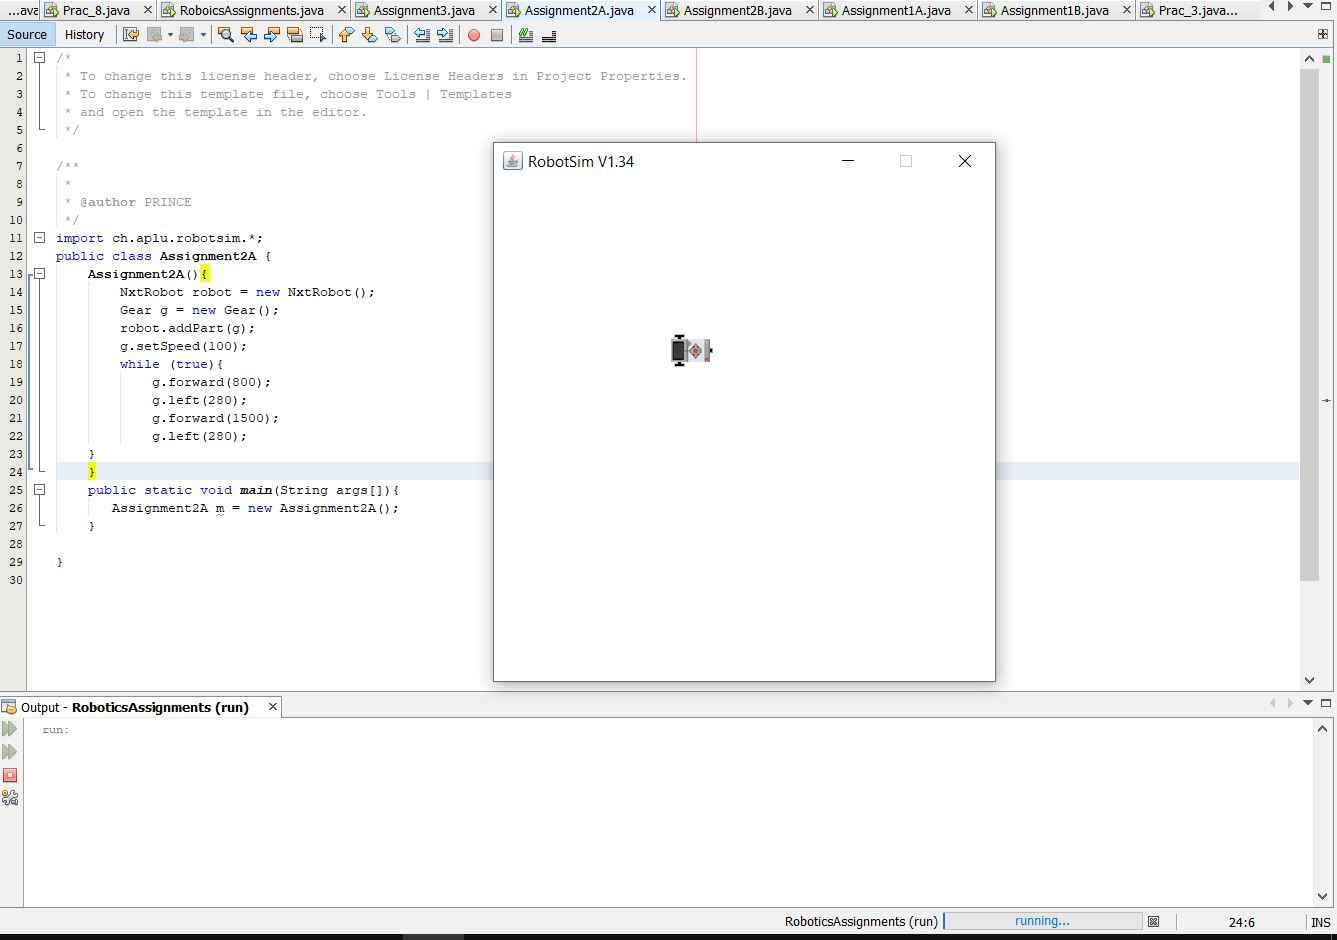 ...ava Prac_8.java RoboicsAssignments.java Assignment3.java Assignment2A.java Assignment2B.java Assignment1A.java Assignment1B.java Prac_3.java...
Source History
1 /*
2 * To change this license header, choose License Headers in Project Properties.
3 * To change this template file, choose Tools | Templates
4 * and open the template in the editor.
5 */
6
7 /**
8 *
9 * @author PRINCE
10 */
11 import ch.aplu.robotsim.*;
12 public class Assignment2A {
13 Assignment2A(){
14 NxtRobot robot = new NxtRobot();
15 Gear g = new Gear();
16 robot.addPart(g);
17 g.setSpeed(100);
18 while (true){
19 g.forward(800);
20 g.left(280);
21 g.forward(1500);
22 g.left(280);
23 }
24 }
25 public static void main(String args[]){
26 Assignment2A m = new Assignment2A();
27 }
28
29 }
30
RobotSim V1.34
Output - RoboticsAssignments (run)
run:
RoboticsAssignments (run) running... 24:6 INS